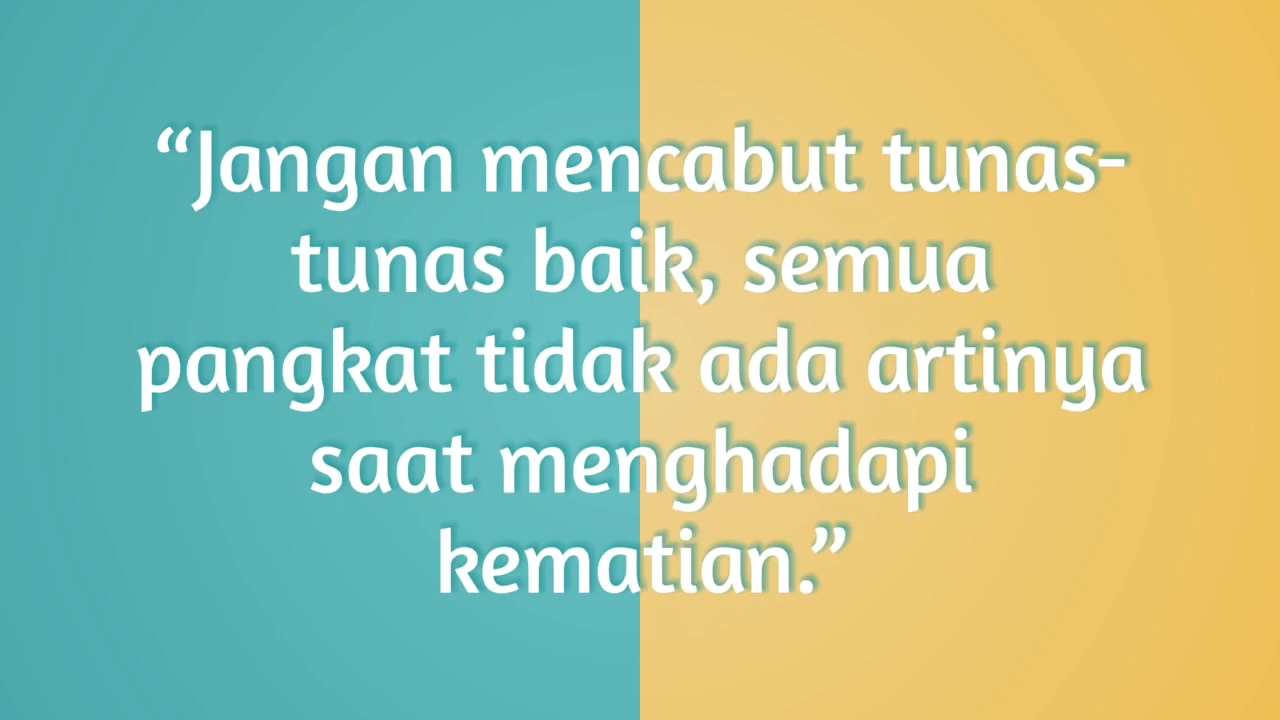 “Jangan mencabut tunas-
tunas baik, semua
pangkat tidak ada artinya
saat menghadapi
kematian.”